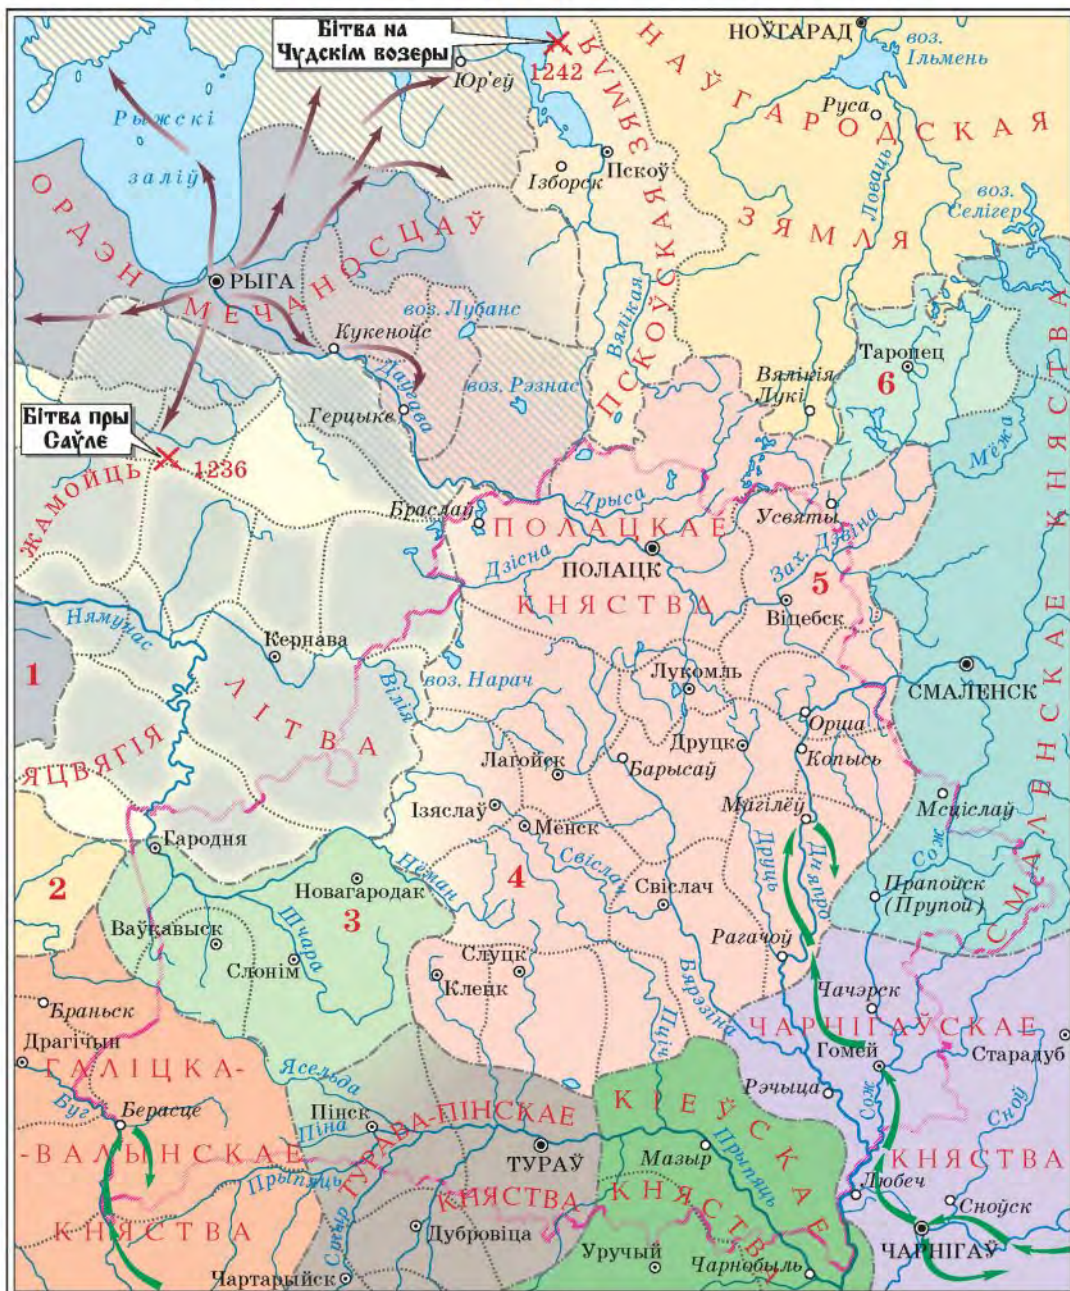 Бітва на
Чудскім возеры
1242
Юр'еў
НОЎГАРАД
воз.
Ільмень
Руса
НАЎГАРОДСКАЯ
ЗЯМЛЯ
Ловаць
воз.
Селігер
Рыжскі
заліў
Ізборск
Пскоў
ПСКОЎСКАЯ ЗЯМЛЯ
Вялікая
ОРДЭН МЕЧАНОСЦАЎ
РЫГА
Кукенойс
воз. Лубанс
воз. Рэзнас
Даўгава
Герцыке
Вялікія
Лукі
Таропец
6
Мёжа
Бітва пры
Саўле
1236
ЖАМОЙЦЬ
Браслаў
Дрыса
Усвяты
ПОЛАЦКАЕ
Дзісна
ПОЛАЦК
Зах. Дзвіна
5
КНЯСТВА
Віцебск
Нямунас
Кернава
1
ЛІТВА
Вілія
воз. Нарач
Лукомль
СМАЛЕНСК
СМАЛЕНСКАЕ КНЯСТВА
Орша
ЯЦВЯГІЯ
Лагойск
Друцк
Барысаў
Копысь
Ізяслаў
Менск
Магілёў
Мсціслаў
Гародня
Нёман
Свіслач
Друць
Дняпро
Сож
2
Новагародак
3
4
Свіслач
Прапойск
(Прупой)
Ваўкавыск
Шчара
Слонім
Слуцк
Клецк
Рагачоў
Бярэзіна
Пціч
Браньск
Чачэрск
ЧАРНІГАЎСКАЕ
Драгічын
ГАЛІЦКА-
Гомей
Старадуб
Ясельда
Рэчыца
Буг
Берасце
Пінск
Піна
ТУРАВА-ПІНСКАЕ
КІЕЎСКАЕ
Сож
Сноў
-ВАЛЫНСКАЕ
ТУРАЎ
Мазыр
Прыпяць
КНЯСТВА
Прыпяць
КНЯСТВА
КНЯСТВА
Любеч
Сноўск
КНЯСТВА
Дубровіца
Уручый
ЧАРНІГАЎ
Чартарыйск
Чарнобыль